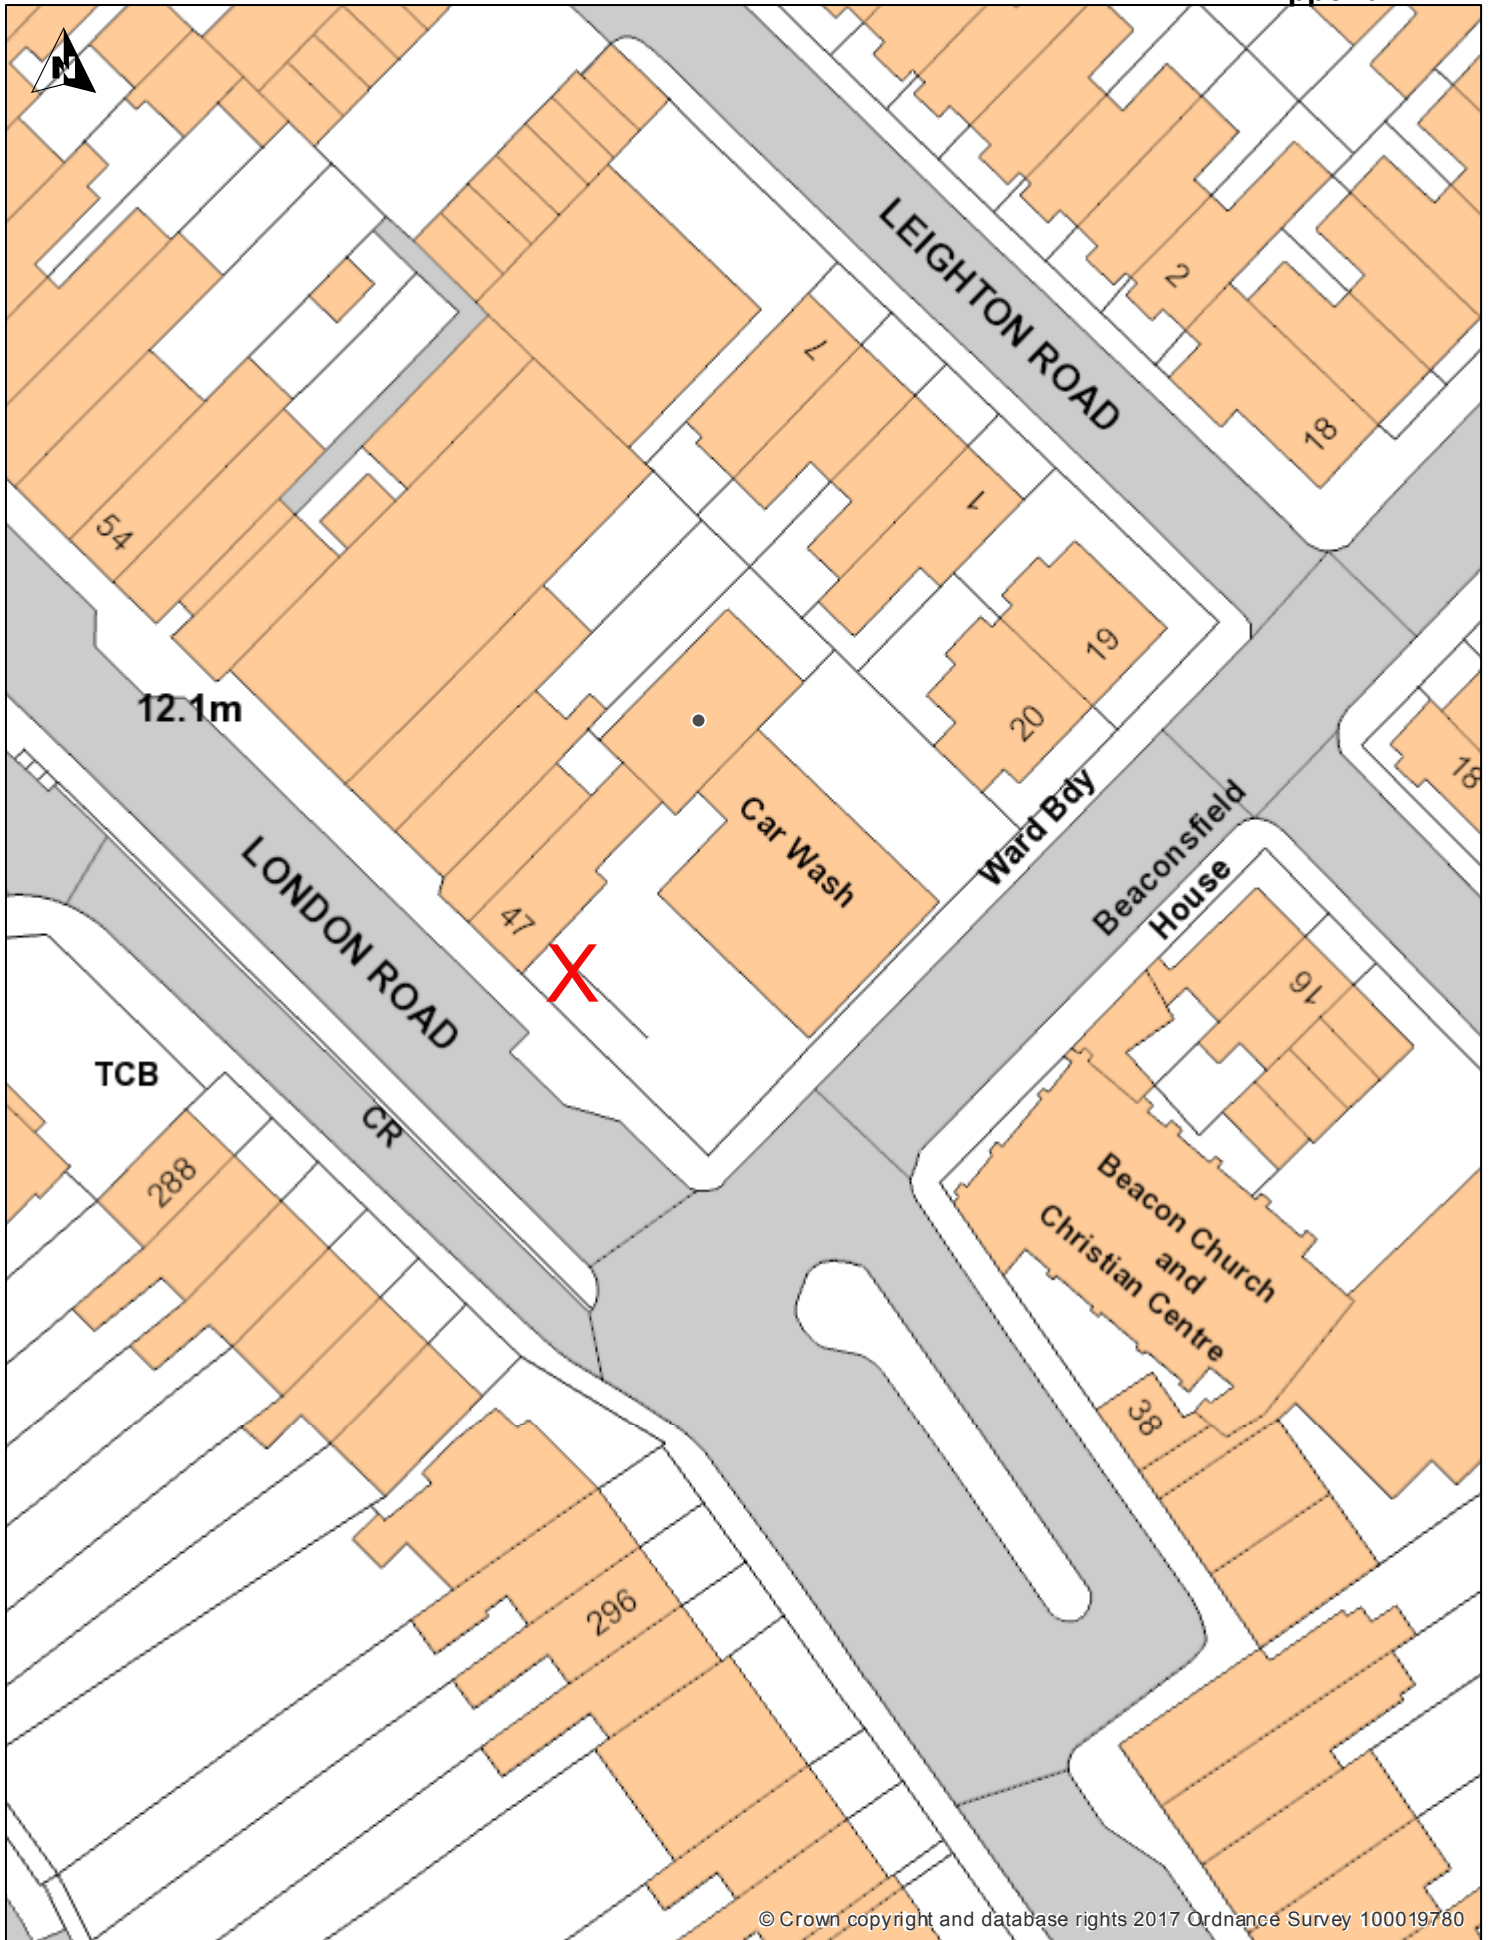 N
LEIGHTON ROAD
2
18
7
1
54
19
20
12.1m
18
Car Wash
Ward Bdy
Beaconsfield
House
47
X
LONDON ROAD
16
TCB
CR
288
Beacon Church
and
Christian Centre
38
296
© Crown copyright and database rights 2017 Ordnance Survey 100019780